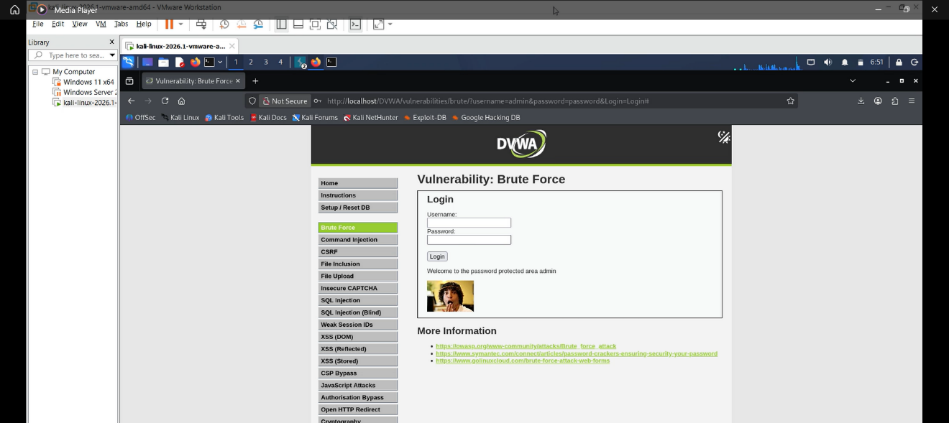 Media Player
-vmware-amd64 - VMware Workstation
File Edit View VM Tabs Help
Library X
Type here to sea...
kali-linux-2026.1-vmware-a... ×
My Computer
Windows 11 x64
Windows Server 2
kali-linux-2026.1-
1 2 3 4
6:51
Vulnerability: Brute Force × +
Not Secure http://localhost/DVWA/vulnerabilities/brute/?username=admin&password=password&Login=Login#
OffSec Kali Linux Kali Tools Kali Docs Kali Forums Kali NetHunter Exploit-DB Google Hacking DB
DVWA
Home
Instructions
Setup / Reset DB
Brute Force
Command Injection
CSRF
File Inclusion
File Upload
Insecure CAPTCHA
SQL Injection
SQL Injection (Blind)
Weak Session IDs
XSS (DOM)
XSS (Reflected)
XSS (Stored)
CSP Bypass
JavaScript Attacks
Authorisation Bypass
Open HTTP Redirect
Cryptography
Vulnerability: Brute Force
Login
Username:
Password:
Login
Welcome to the password protected area admin
More Information
https://owasp.org/www-community/attacks/Brute_force_attack
https://www.symantec.com/connect/articles/password-crackers-ensuring-security-your-password
https://www.golinuxcloud.com/brute-force-attack-web-forms